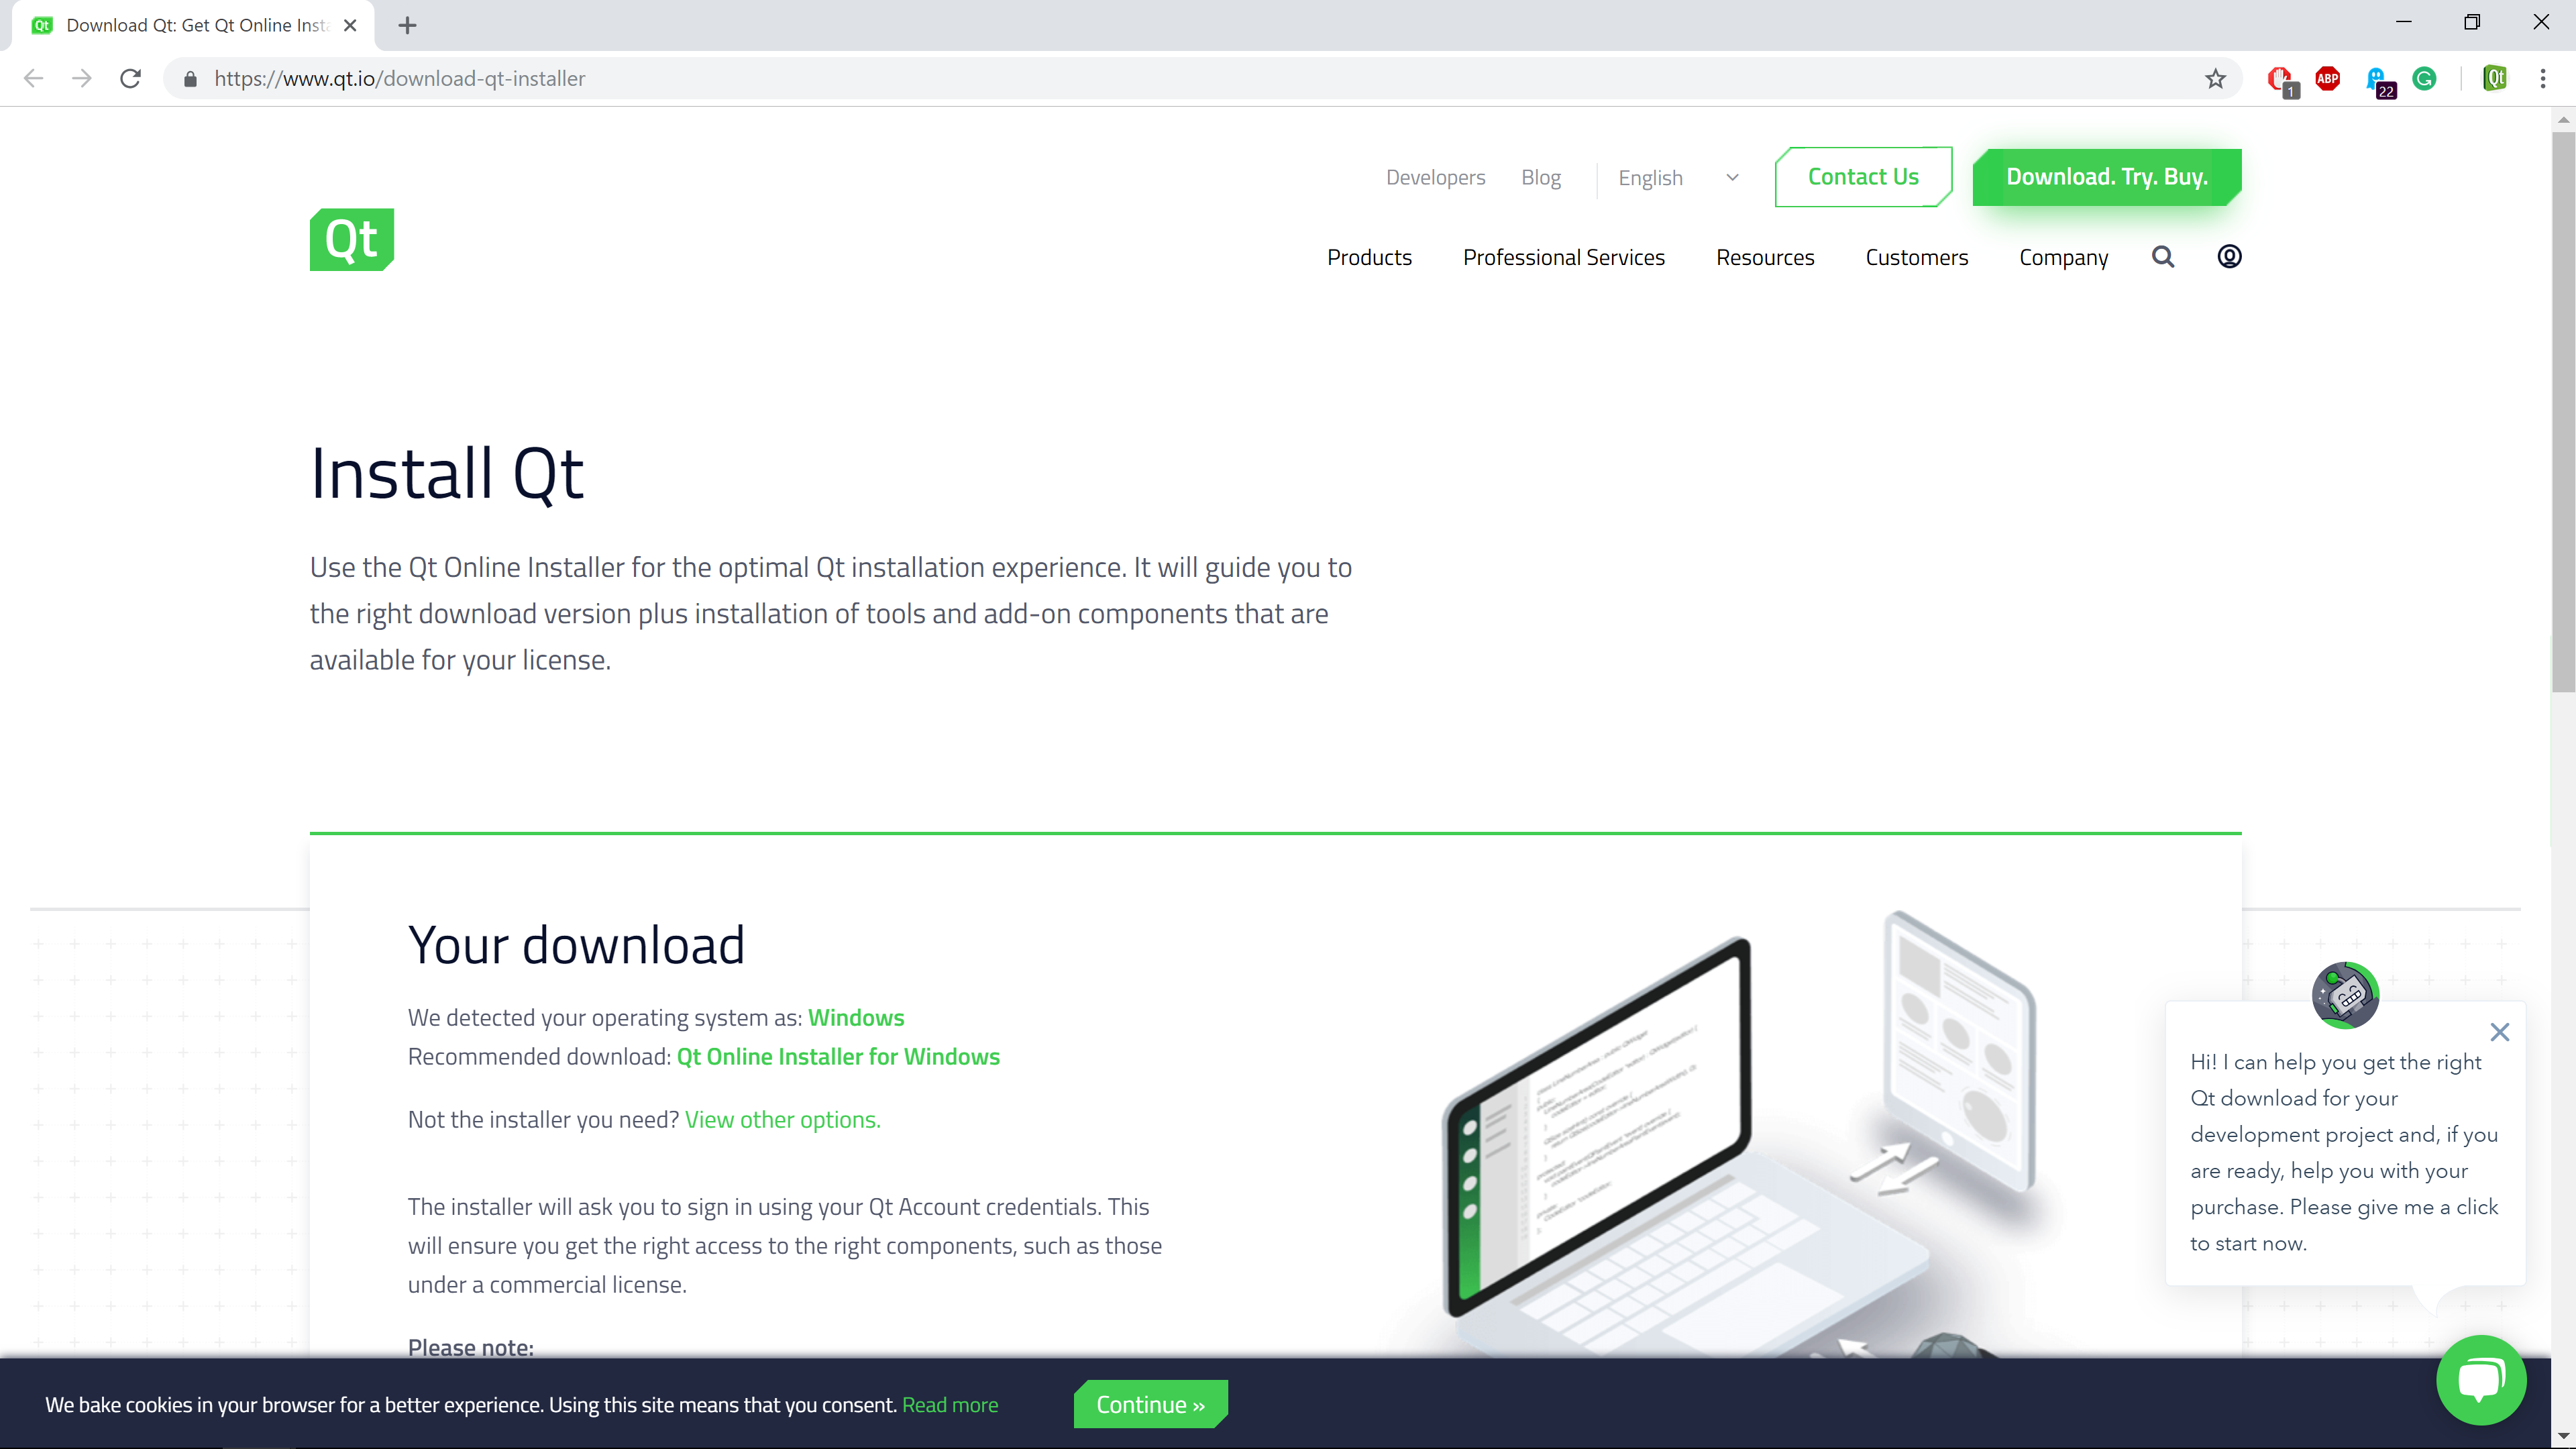 Qt Download Qt: Get Qt Online Insta
https://www.qt.io/download-qt-installer
1 ABP 22 G Qt
Developers Blog English Contact Us Download. Try. Buy.
Qt
Products Professional Services Resources Customers Company
Install Qt
Use the Qt Online Installer for the optimal Qt installation experience. It will guide you to
the right download version plus installation of tools and add-on components that are
available for your license.
Your download
We detected your operating system as: Windows
Recommended download: Qt Online Installer for Windows
Not the installer you need? View other options.
The installer will ask you to sign in using your Qt Account credentials. This
will ensure you get the right access to the right components, such as those
under a commercial license.
Please note:
Hi! I can help you get the right
Qt download for your
development project and, if you
are ready, help you with your
purchase. Please give me a click
to start now.
We bake cookies in your browser for a better experience. Using this site means that you consent. Read more
Continue »